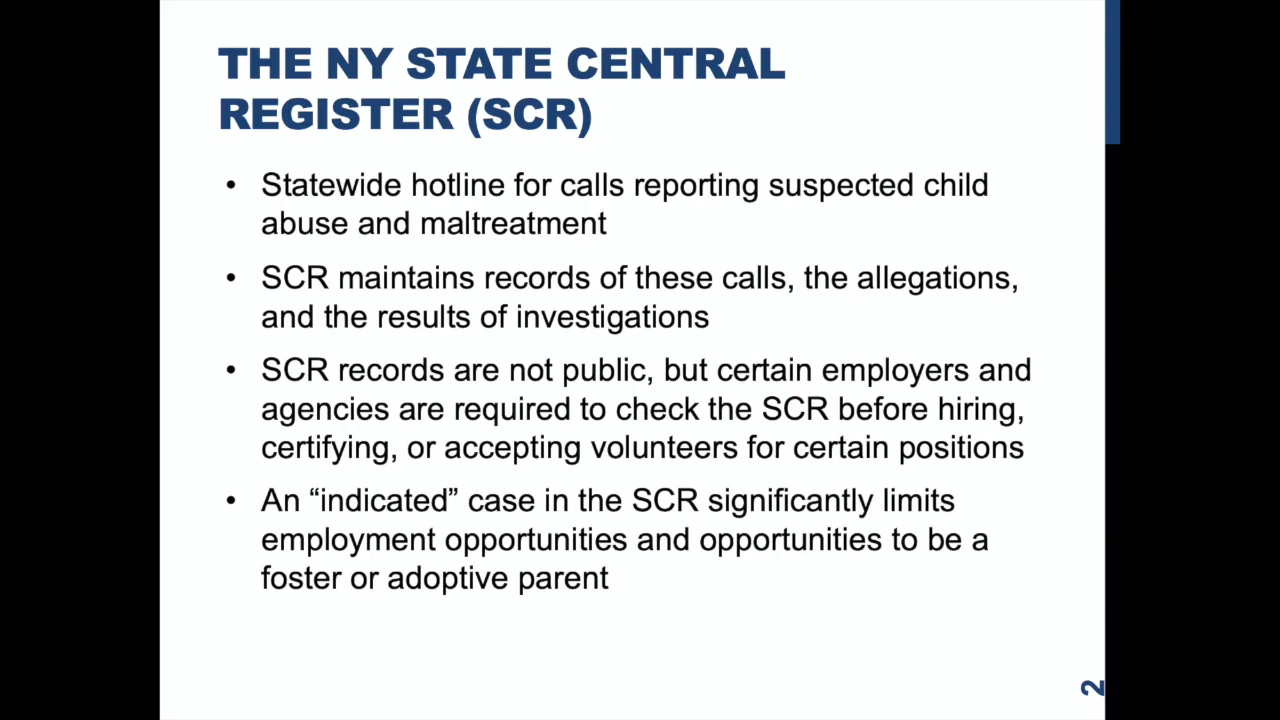 THE NY STATE CENTRAL
REGISTER (SCR)
• Statewide hotline for calls reporting suspected child
abuse and maltreatment
• SCR maintains records of these calls, the allegations,
and the results of investigations
• SCR records are not public, but certain employers and
agencies are required to check the SCR before hiring,
certifying, or accepting volunteers for certain positions
• An “indicated” case in the SCR significantly limits
employment opportunities and opportunities to be a
foster or adoptive parent
2